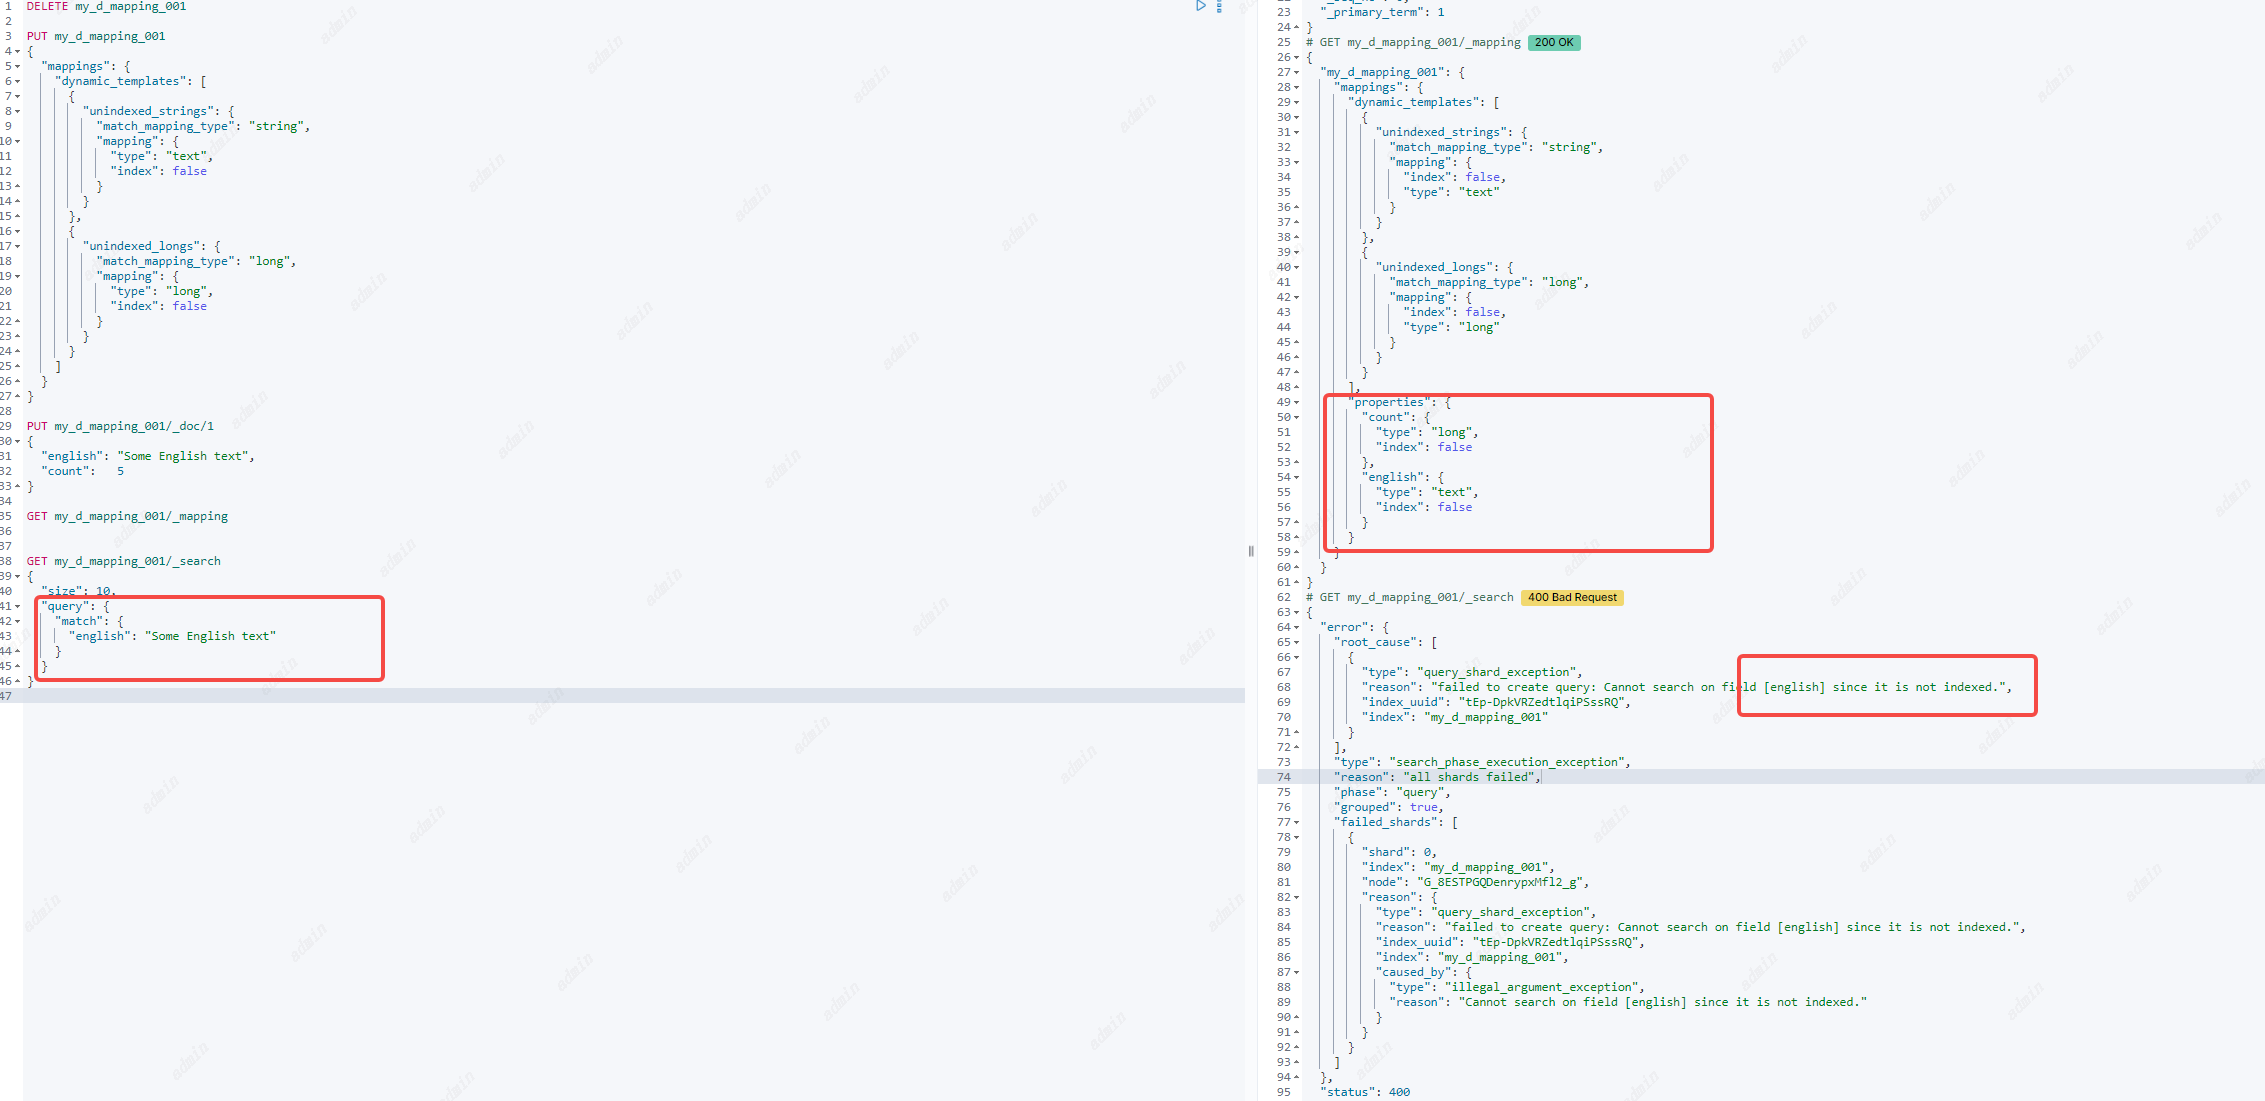 1 DELETE my_d_mapping_001
2
3 PUT my_d_mapping_001
4 {
5 "mappings": {
6 "dynamic_templates": [
7 {
8 "unindexed_strings": {
9 "match_mapping_type": "string",
10 "mapping": {
11 "type": "text",
12 "index": false
13 }
14 }
15 },
16 {
17 "unindexed_longs": {
18 "match_mapping_type": "long",
19 "mapping": {
20 "type": "long",
21 "index": false
22 }
23 }
24 }
25 ]
26 }
27 }
28
29 PUT my_d_mapping_001/_doc/1
30 {
31 "english": "Some English text",
32 "count": 5
33 }
34
35 GET my_d_mapping_001/_mapping
36
37
38 GET my_d_mapping_001/_search
39 {
40 "size": 10,
41 "query": {
42 "match": {
43 "english": "Some English text"
44 }
45 }
46 }
47
23 "_primary_term": 1
24 }
25 # GET my_d_mapping_001/_mapping 200 OK
26 {
27 "my_d_mapping_001": {
28 "mappings": {
29 "dynamic_templates": [
30 {
31 "unindexed_strings": {
32 "match_mapping_type": "string",
33 "mapping": {
34 "index": false,
35 "type": "text"
36 }
37 }
38 },
39 {
40 "unindexed_longs": {
41 "match_mapping_type": "long",
42 "mapping": {
43 "index": false,
44 "type": "long"
45 }
46 }
47 }
48 ],
49 "properties": {
50 "count": {
51 "type": "long",
52 "index": false
53 },
54 "english": {
55 "type": "text",
56 "index": false
57 }
58 }
59 }
60 }
61 }
62 # GET my_d_mapping_001/_search 400 Bad Request
63 {
64 "error": {
65 "root_cause": [
66 {
67 "type": "query_shard_exception",
68 "reason": "failed to create query: Cannot search on field [english] since it is not indexed.",
69 "index_uuid": "tEp-DpkVRZedtlqiPSssRQ",
70 "index": "my_d_mapping_001"
71 }
72 ],
73 "type": "search_phase_execution_exception",
74 "reason": "all shards failed",
75 "phase": "query",
76 "grouped": true,
77 "failed_shards": [
78 {
79 "shard": 0,
80 "index": "my_d_mapping_001",
81 "node": "G_8ESTPGQDenrypxMfl2_g",
82 "reason": {
83 "type": "query_shard_exception",
84 "reason": "failed to create query: Cannot search on field [english] since it is not indexed.",
85 "index_uuid": "tEp-DpkVRZedtlqiPSssRQ",
86 "index": "my_d_mapping_001",
87 "caused_by": {
88 "type": "illegal_argument_exception",
89 "reason": "Cannot search on field [english] since it is not indexed."
90 }
91 }
92 }
93 ]
94 },
95 "status": 400